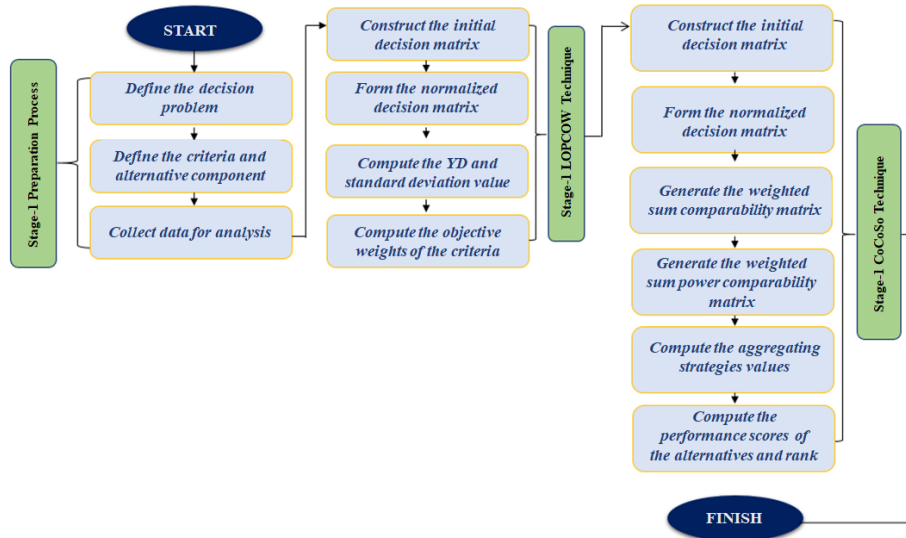 START
Stage-1 Preparation Process
Define the decision
problem
Define the criteria and
alternative component
Collect data for analysis
Construct the initial
decision matrix
Form the normalized
decision matrix
Compute the YD and
standard deviation value
Compute the objective
weights of the criteria
Stage-1 LOPCOW Technique
Construct the initial
decision matrix
Form the normalized
decision matrix
Generate the weighted
sum comparability matrix
Generate the weighted
sum power comparability
matrix
Compute the aggregating
strategies values
Compute the
performance scores of
the alternatives and rank
Stage-1 CoCoSo Technique
FINISH